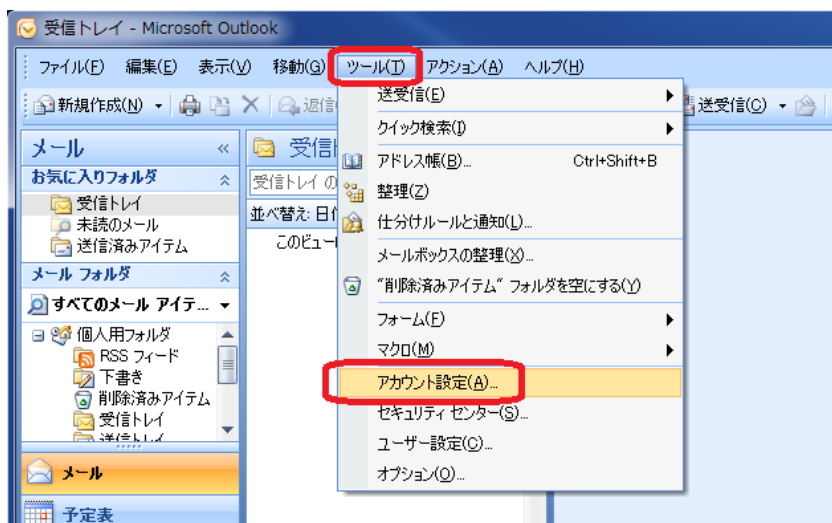 受信トレイ - Microsoft Outlook
ファイル(F) 編集(E) 表示(V) 移動(G) ツール(T) アクション(A) ヘルプ(H)
新規作成(N) 返信 送受信(C)
送受信(E)
クイック検索(I)
アドレス帳(B)... Ctrl+Shift+B
整理(Z)
仕分けルールと通知(L)...
メールボックスの整理(X)...
"削除済みアイテム" フォルダを空にする(Y)
フォーム(F)
マクロ(M)
アカウント設定(A)...
セキュリティ センター(S)...
ユーザー設定(C)...
オプション(O)...
メール
お気に入りフォルダ
受信トレイ
未読のメール
送信済みアイテム
メール フォルダ
すべてのメール アイテ...
個人用フォルダ
RSS フィード
下書き
削除済みアイテム
受信トレイ
送信トレイ
メール
予定表
受信
受信トレイ の
並べ替え: 日付
このビュー